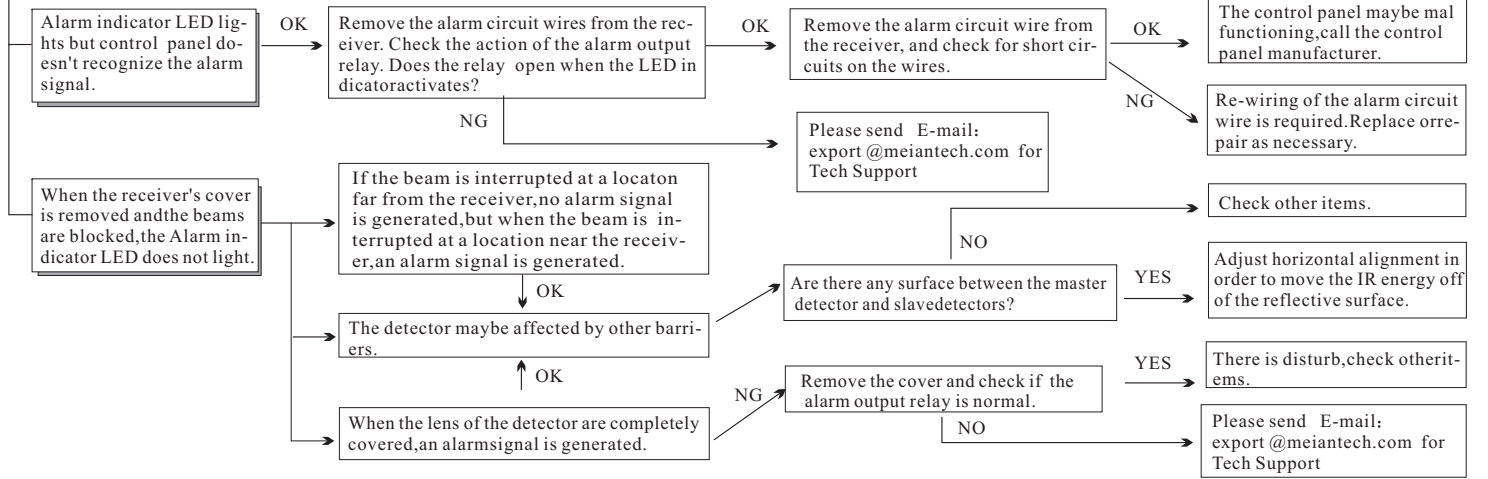 Alarm indicator LED lig-
hts but control panel do-
esn't recognize the alarm
signal.
OK
Remove the alarm circuit wires from the rec-
eiver. Check the action of the alarm output
relay. Does the relay open when the LED in
dicatoractivates?
OK
Remove the alarm circuit wire from
the receiver, and check for short cir-
cuits on the wires.
OK
The control panel maybe mal
functioning,call the control
panel manufacturer.
NG
Re-wiring of the alarm circuit
wire is required.Replace orre-
pair as necessary.
NG
Please send E-mail:
export @meiantech.com for
Tech Support
When the receiver's cover
is removed andthe beams
are blocked,the Alarm in-
dicator LED does not light.
If the beam is interrupted at a locaton
far from the receiver,no alarm signal
is generated,but when the beam is in-
terrupted at a location near the receiv-
er,an alarm signal is generated.
OK
The detector maybe affected by other barri-
ers.
OK
When the lens of the detector are completely
covered,an alarmsignal is generated.
Are there any surface between the master
detector and slavedetectors?
NO
Check other items.
YES
Adjust horizontal alignment in
order to move the IR energy off
of the reflective surface.
NG
Remove the cover and check if the
alarm output relay is normal.
YES
There is disturb,check otherit-
ems.
NO
Please send E-mail:
export @meiantech.com for
Tech Support